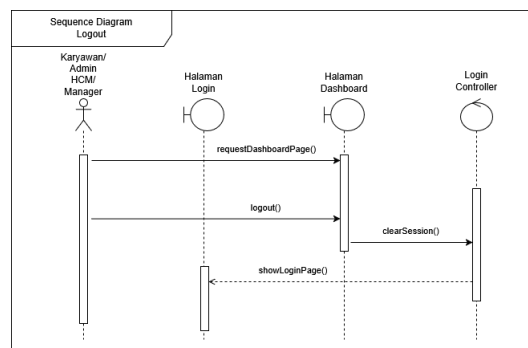 Sequence Diagram
Logout
Karyawan/
Admin
HCM/
Manager
Halaman
Login
Halaman
Dashboard
Login
Controller
requestDashboardPage()
logout()
clearSession()
showLoginPage()